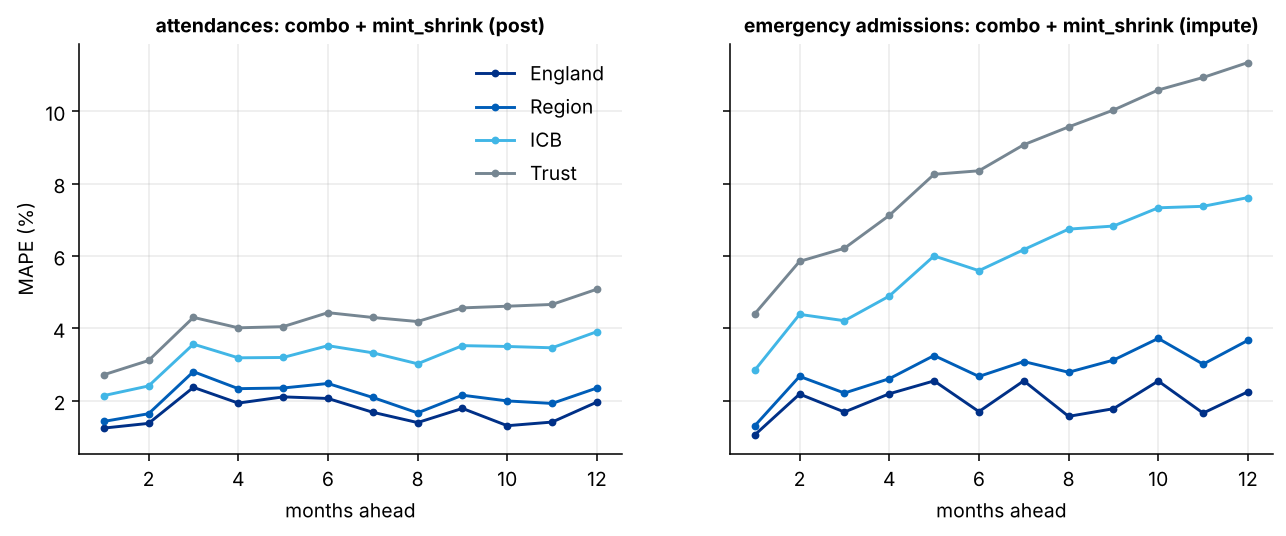 attendances: combo + mint_shrink (post)
England
Region
ICB
Trust
MAPE (%)
10
8
6
4
2
2 4 6 8 10 12
months ahead
emergency admissions: combo + mint_shrink (impute)
2 4 6 8 10 12
months ahead